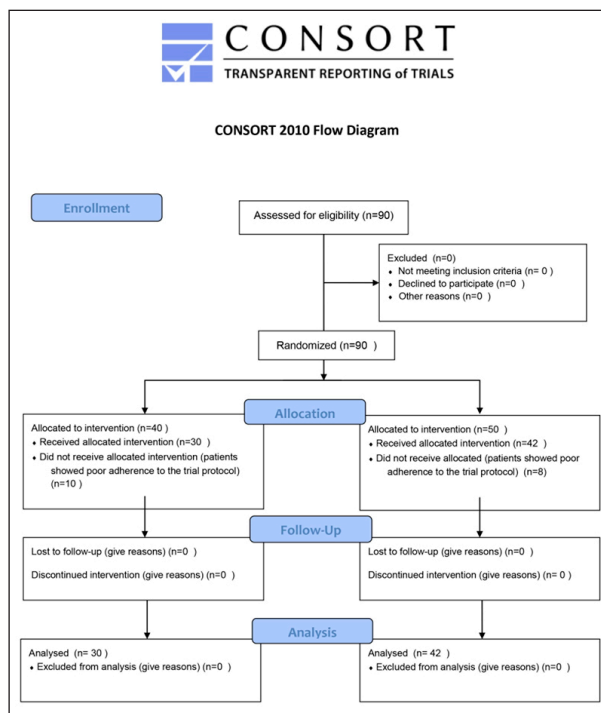 CONSORT
TRANSPARENT REPORTING of TRIALS
CONSORT 2010 Flow Diagram
Enrollment
Assessed for eligibility (n=90)
Excluded (n=0)
♦ Not meeting inclusion criteria (n= 0 )
♦ Declined to participate (n=0 )
♦ Other reasons (n=0 )
Randomized (n=90 )
Allocation
Allocated to intervention (n=40 )
♦ Received allocated intervention (n=30 )
♦ Did not receive allocated intervention (patients
showed poor adherence to the trial protocol)
(n=10 )
Allocated to intervention (n=50 )
♦ Received allocated intervention (n=42 )
♦ Did not receive allocated (patients showed poor
adherence to the trial protocol) (n=8)
Follow-Up
Lost to follow-up (give reasons) (n=0 )
Discontinued intervention (give reasons) (n=0 )
Lost to follow-up (give reasons) (n=0 )
Discontinued intervention (give reasons) (n= 0 )
Analysis
Analysed (n= 30 )
♦ Excluded from analysis (give reasons) (n=0 )
Analysed (n= 42 )
♦ Excluded from analysis (give reasons) (n=0 )